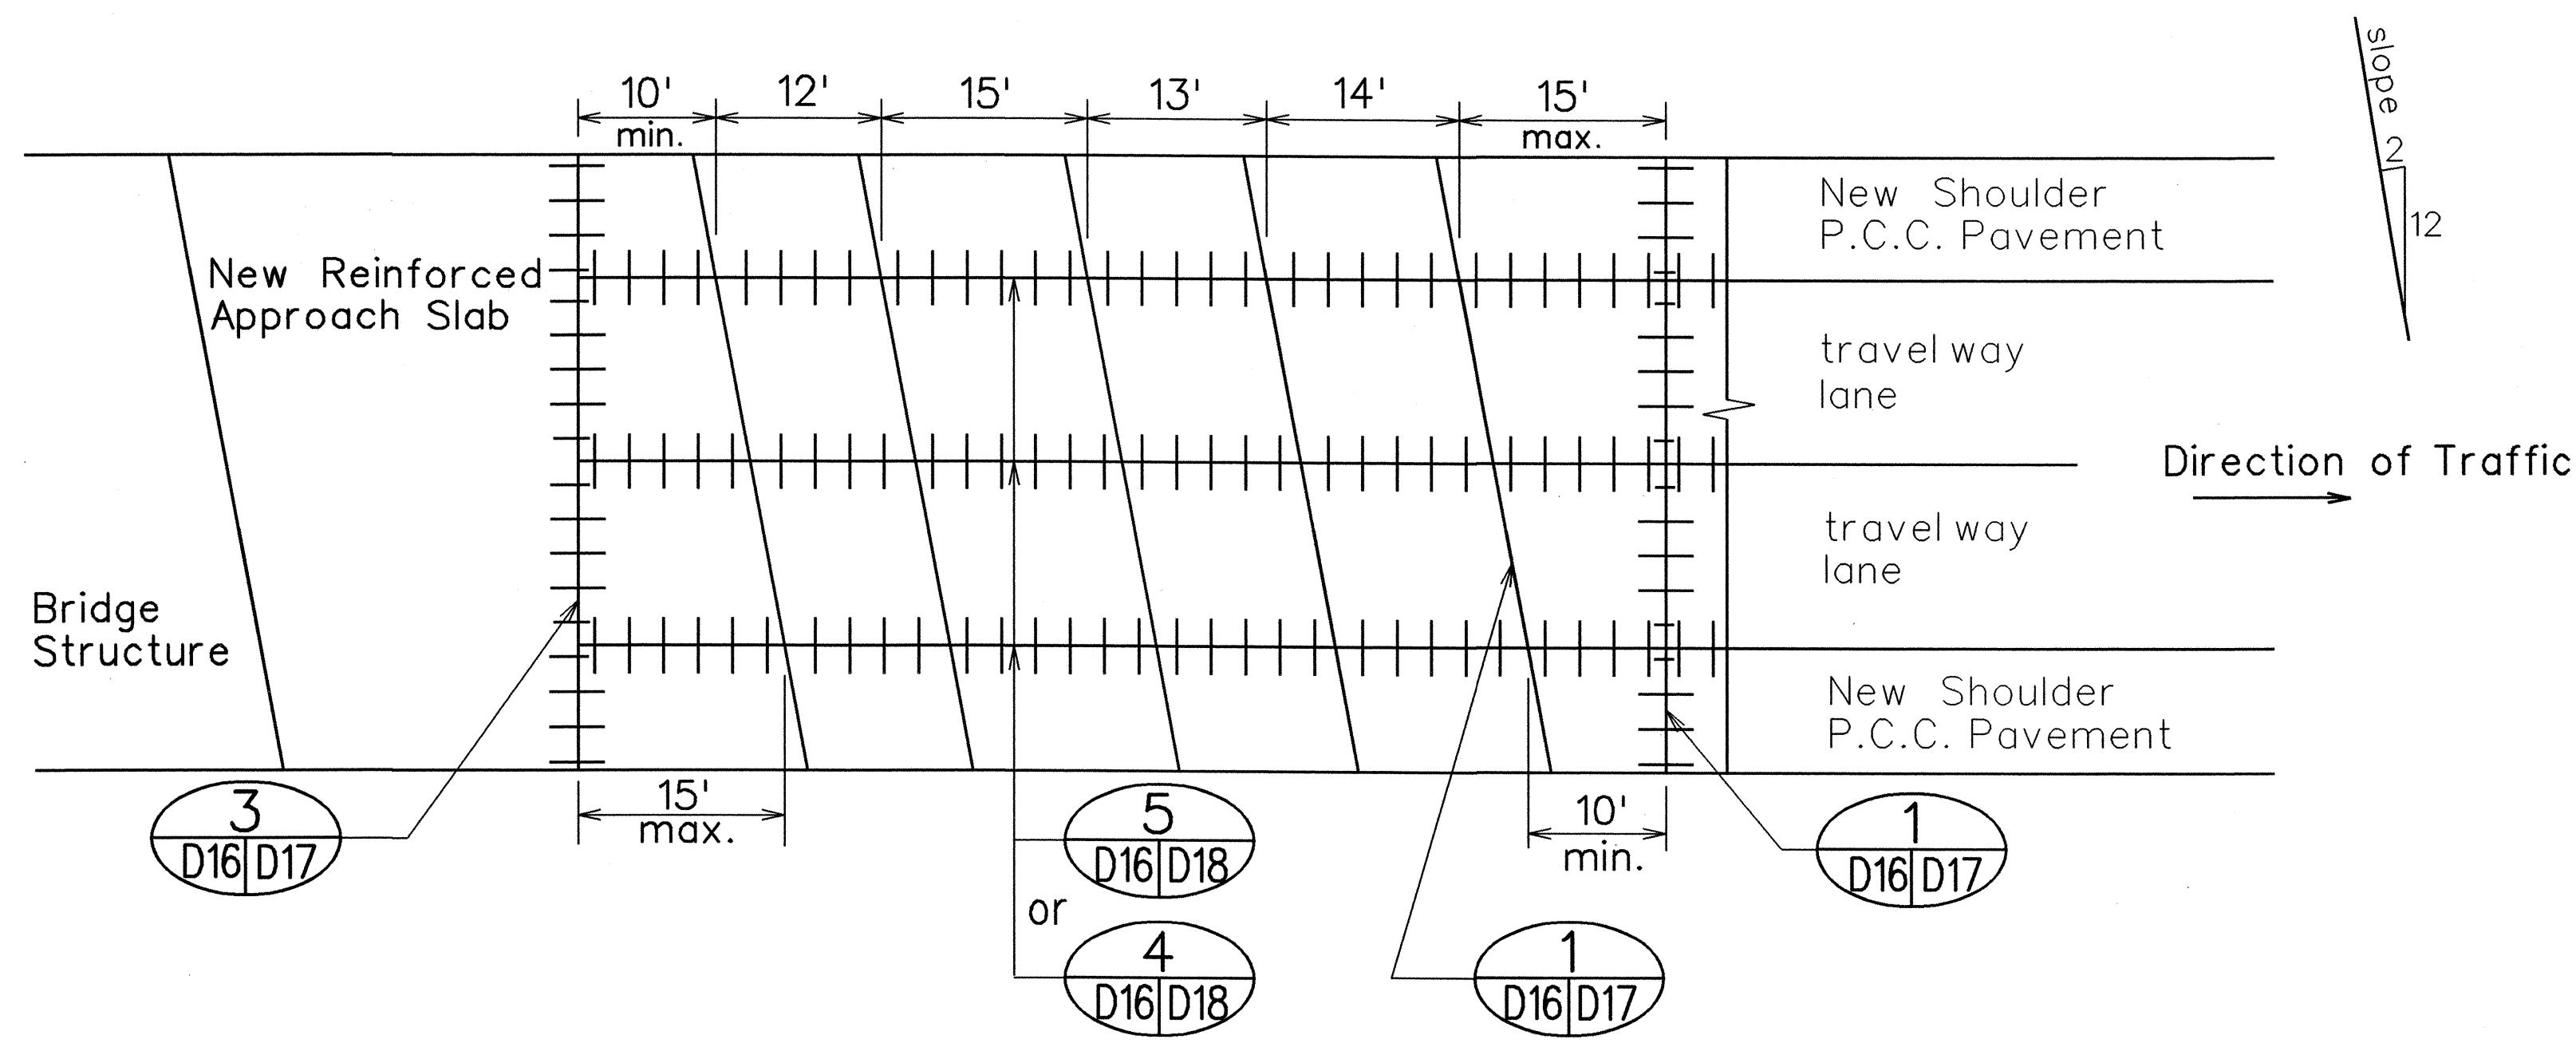 slope
2
12
10'
min.
12'
15'
13'
14'
15'
max.
New Shoulder
P.C.C. Pavement
New Reinforced
Approach Slab
travel way
lane
Direction of Traffic
travel way
lane
Bridge
Structure
New Shoulder
P.C.C. Pavement
15'
max.
10'
min.
3
D16 D17
5
D16 D18
or
4
D16 D18
1
D16 D17
1
D16 D17